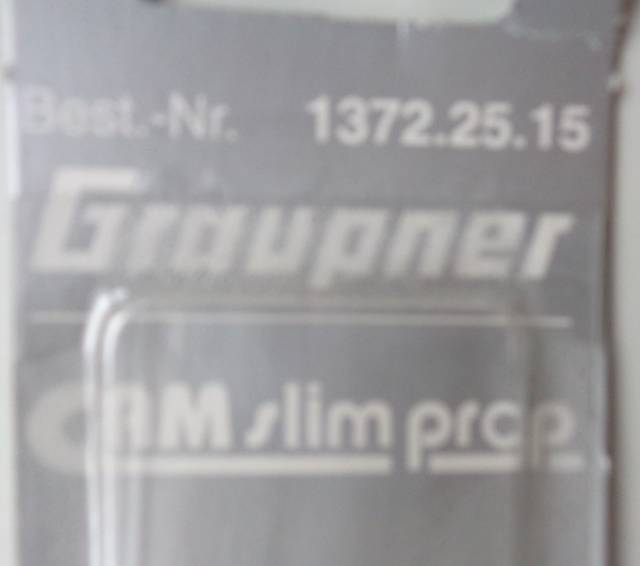 Best.-Nr. 1372.25.15
Graupner
CAM slim prop